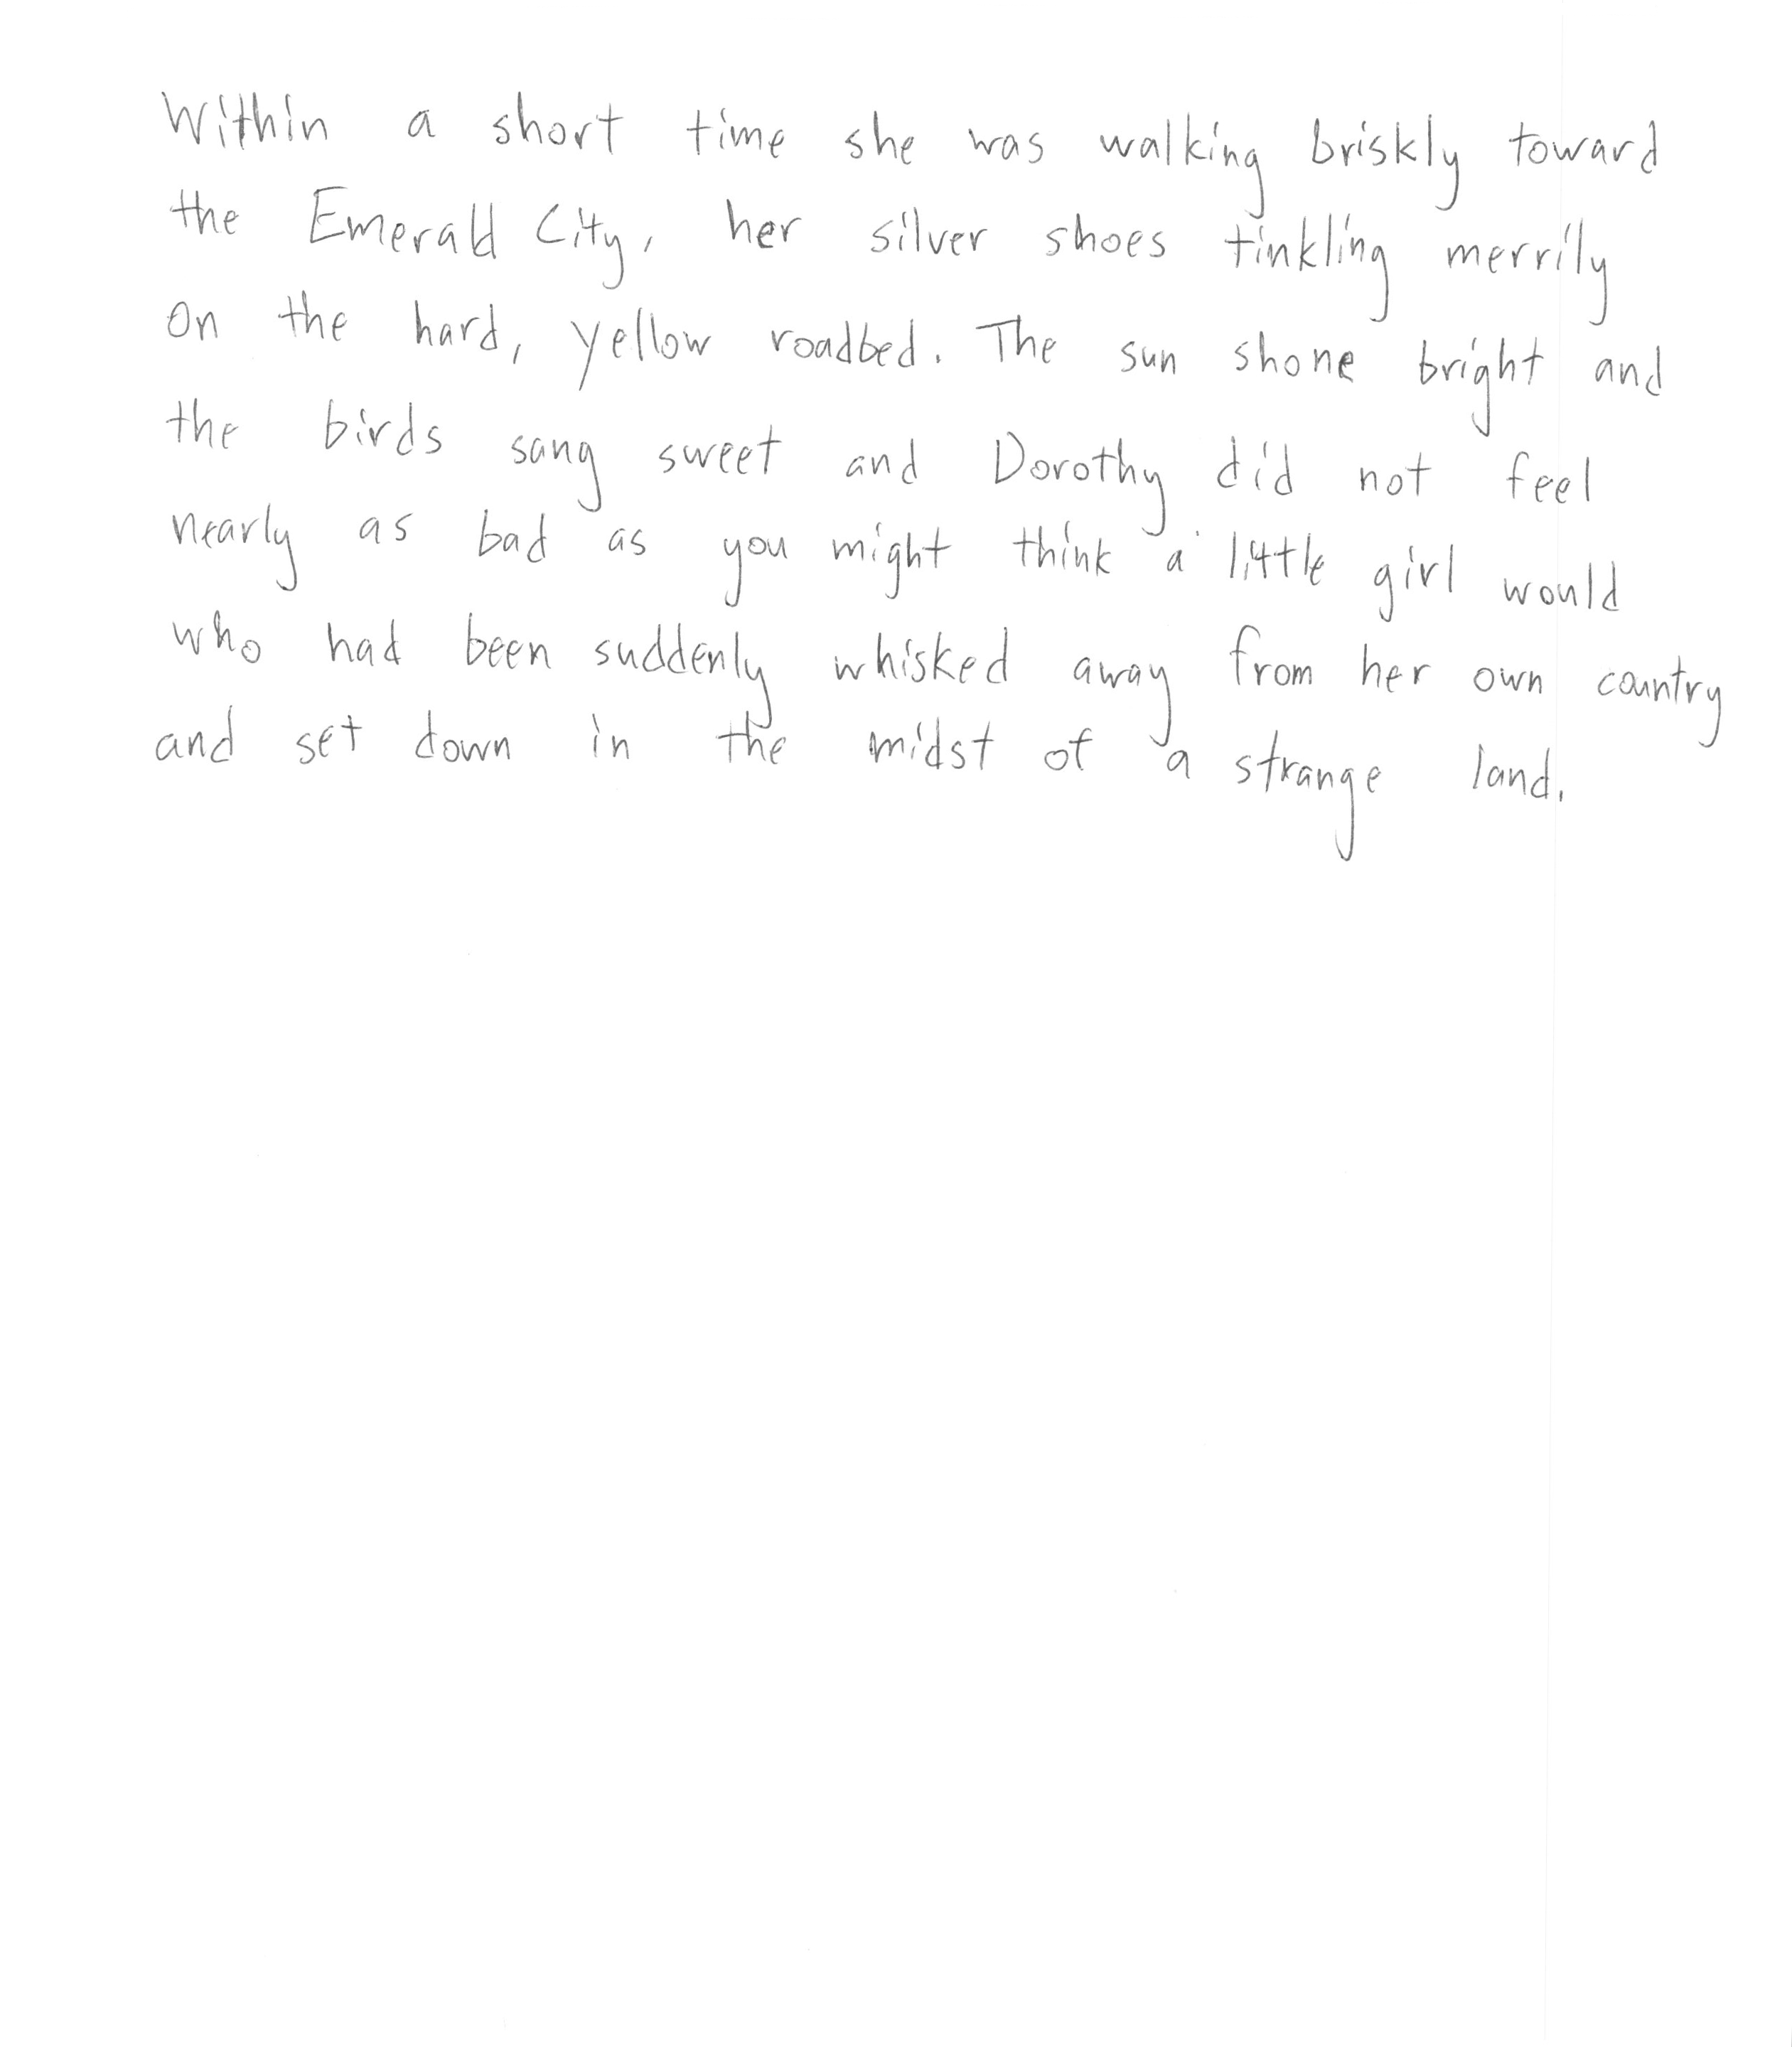 Within a short time she was walking briskly toward
the Emerald City, her silver shoes tinkling merrily
on the hard, yellow roadbed. The sun shone bright and
the birds sang sweet and Dorothy did not feel
nearly as bad as you might think a little girl would
who had been suddenly whisked away from her own country
and set down in the midst of a strange land.